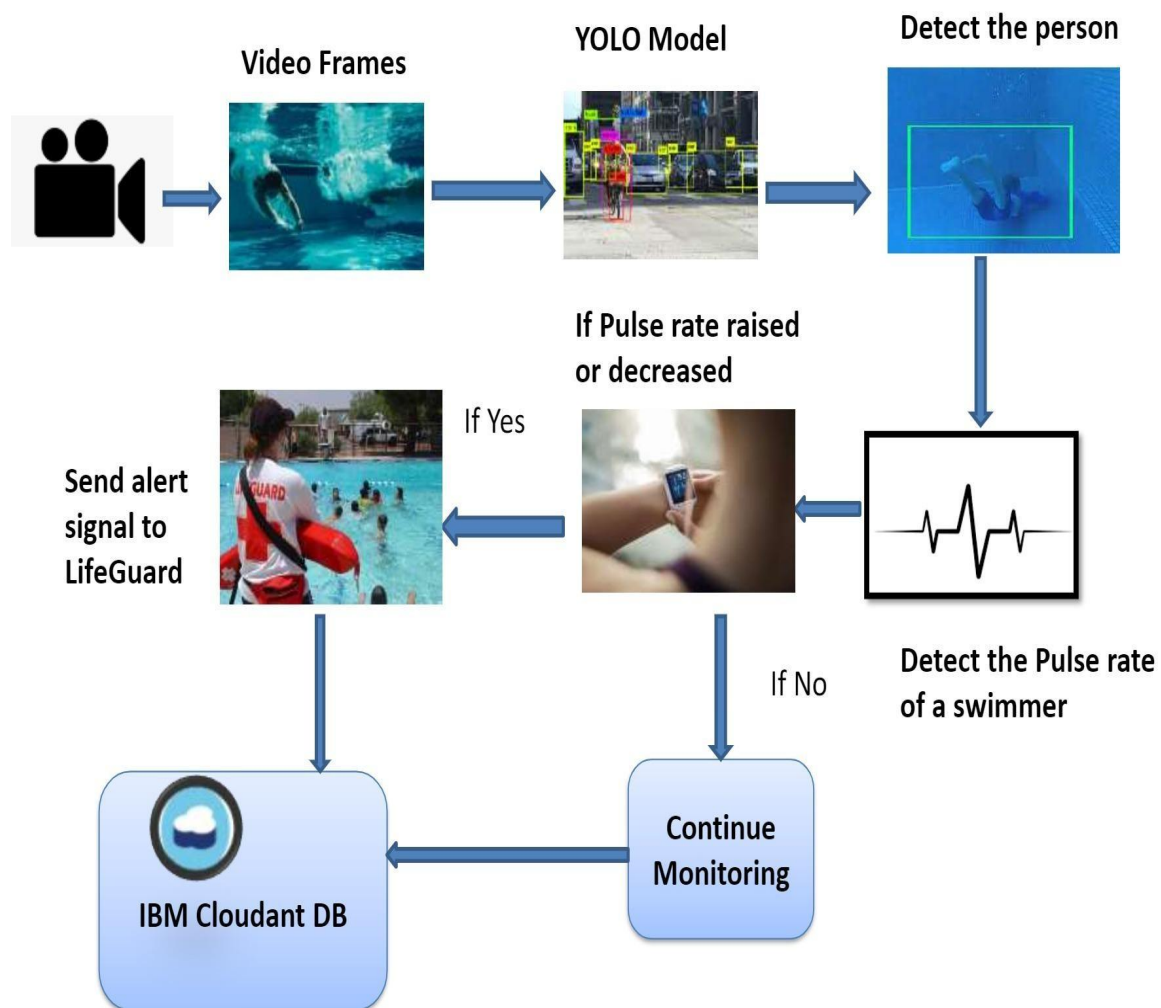 Video Frames
YOLO Model
Detect the person
If Pulse rate raised
or decreased
If Yes
Send alert
signal to
LifeGuard
GUARD
Detect the Pulse rate
of a swimmer
If No
Continue
Monitoring
IBM Cloudant DB